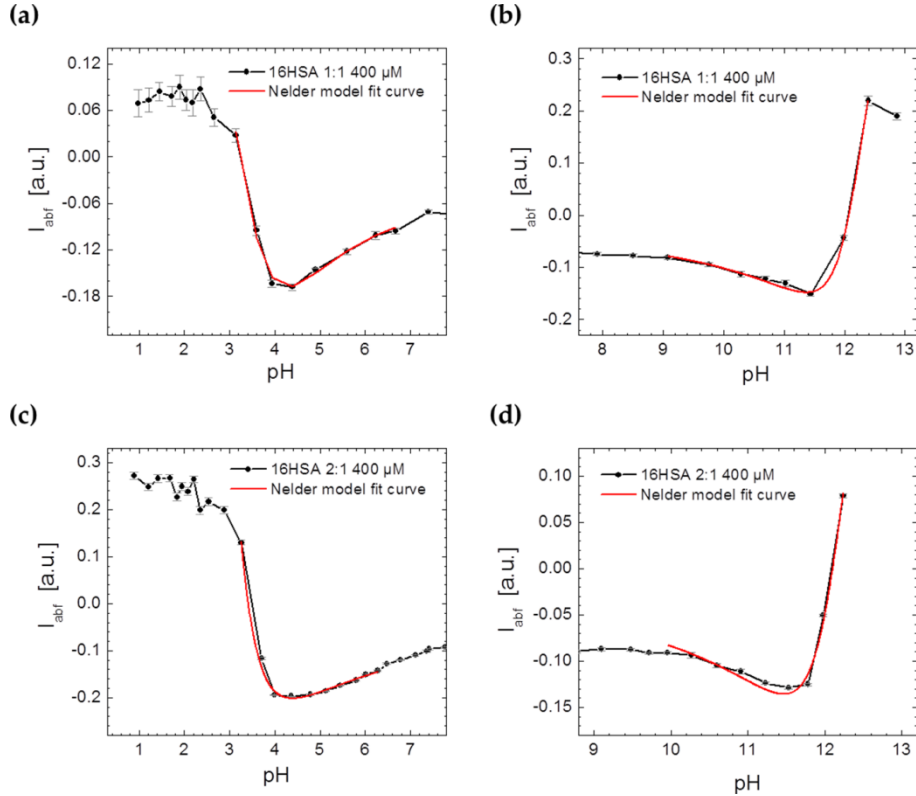 (a)
(b)
0.12
0.06
0.00
-0.06
-0.12
-0.18
I_abf [a.u.]
16HSA 1:1 400 µM
Nelder model fit curve
1 2 3 4 5 6 7
pH
0.3
0.2
0.1
0.0
-0.1
-0.2
I_abf [a.u.]
16HSA 1:1 400 µM
Nelder model fit curve
8 9 10 11 12 13
pH
(c)
(d)
0.3
0.2
0.1
0.0
-0.1
-0.2
I_abf [a.u.]
16HSA 2:1 400 µM
Nelder model fit curve
1 2 3 4 5 6 7
pH
0.10
0.05
0.00
-0.05
-0.10
-0.15
I_abf [a.u.]
16HSA 2:1 400 µM
Nelder model fit curve
9 10 11 12 13
pH